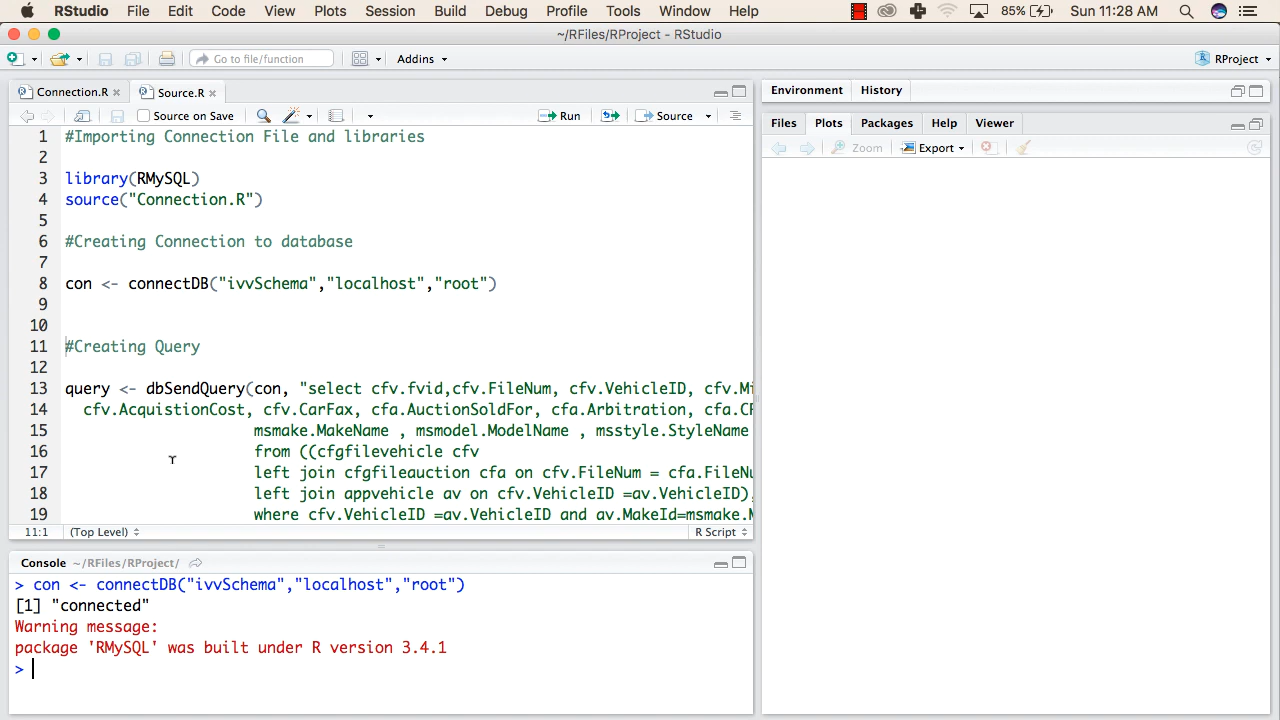 RStudio File Edit Code View Plots Session Build Debug Profile Tools Window Help 85% Sun 11:28 AM
~/RFiles/RProject - RStudio
Go to file/function Addins RProject
Connection.R Source.R
Source on Save Run Source
1 #Importing Connection File and libraries
2
3 library(RMySQL)
4 source("Connection.R")
5
6 #Creating Connection to database
7
8 con <- connectDB("ivvSchema","localhost","root")
9
10
11 #Creating Query
12
13 query <- dbSendQuery(con, "select cfv.fvid,cfv.FileNum, cfv.VehicleID, cfv.Mi
14 cfv.AcquistionCost, cfv.CarFax, cfa.AuctionSoldFor, cfa.Arbitration, cfa.CF
15 msmake.MakeName , msmodel.ModelName , msstyle.StyleName
16 from ((cfgfilevehicle cfv
17 left join cfgfileauction cfa on cfv.FileNum = cfa.FileNu
18 left join appvehicle av on cfv.VehicleID =av.VehicleID),
19 where cfv.VehicleID =av.VehicleID and av.MakeId=msmake.M
11:1 (Top Level) R Script
Console ~/RFiles/RProject/
> con <- connectDB("ivvSchema","localhost","root")
[1] "connected"
Warning message:
package 'RMySQL' was built under R version 3.4.1
>
Environment History
Files Plots Packages Help Viewer
Zoom Export